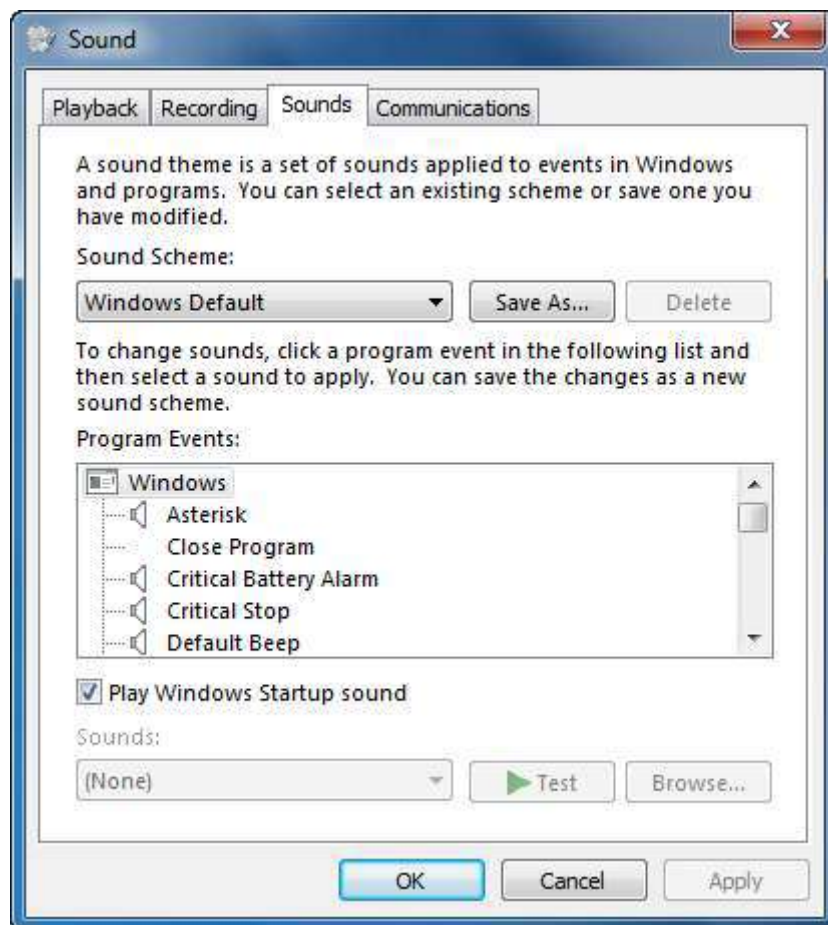 Sound
Playback Recording Sounds Communications
A sound theme is a set of sounds applied to events in Windows
and programs. You can select an existing scheme or save one you
have modified.
Sound Scheme:
Windows Default Save As... Delete
To change sounds, click a program event in the following list and
then select a sound to apply. You can save the changes as a new
sound scheme.
Program Events:
Windows
Asterisk
Close Program
Critical Battery Alarm
Critical Stop
Default Beep
Play Windows Startup sound
Sounds:
(None) Test Browse...
OK Cancel Apply